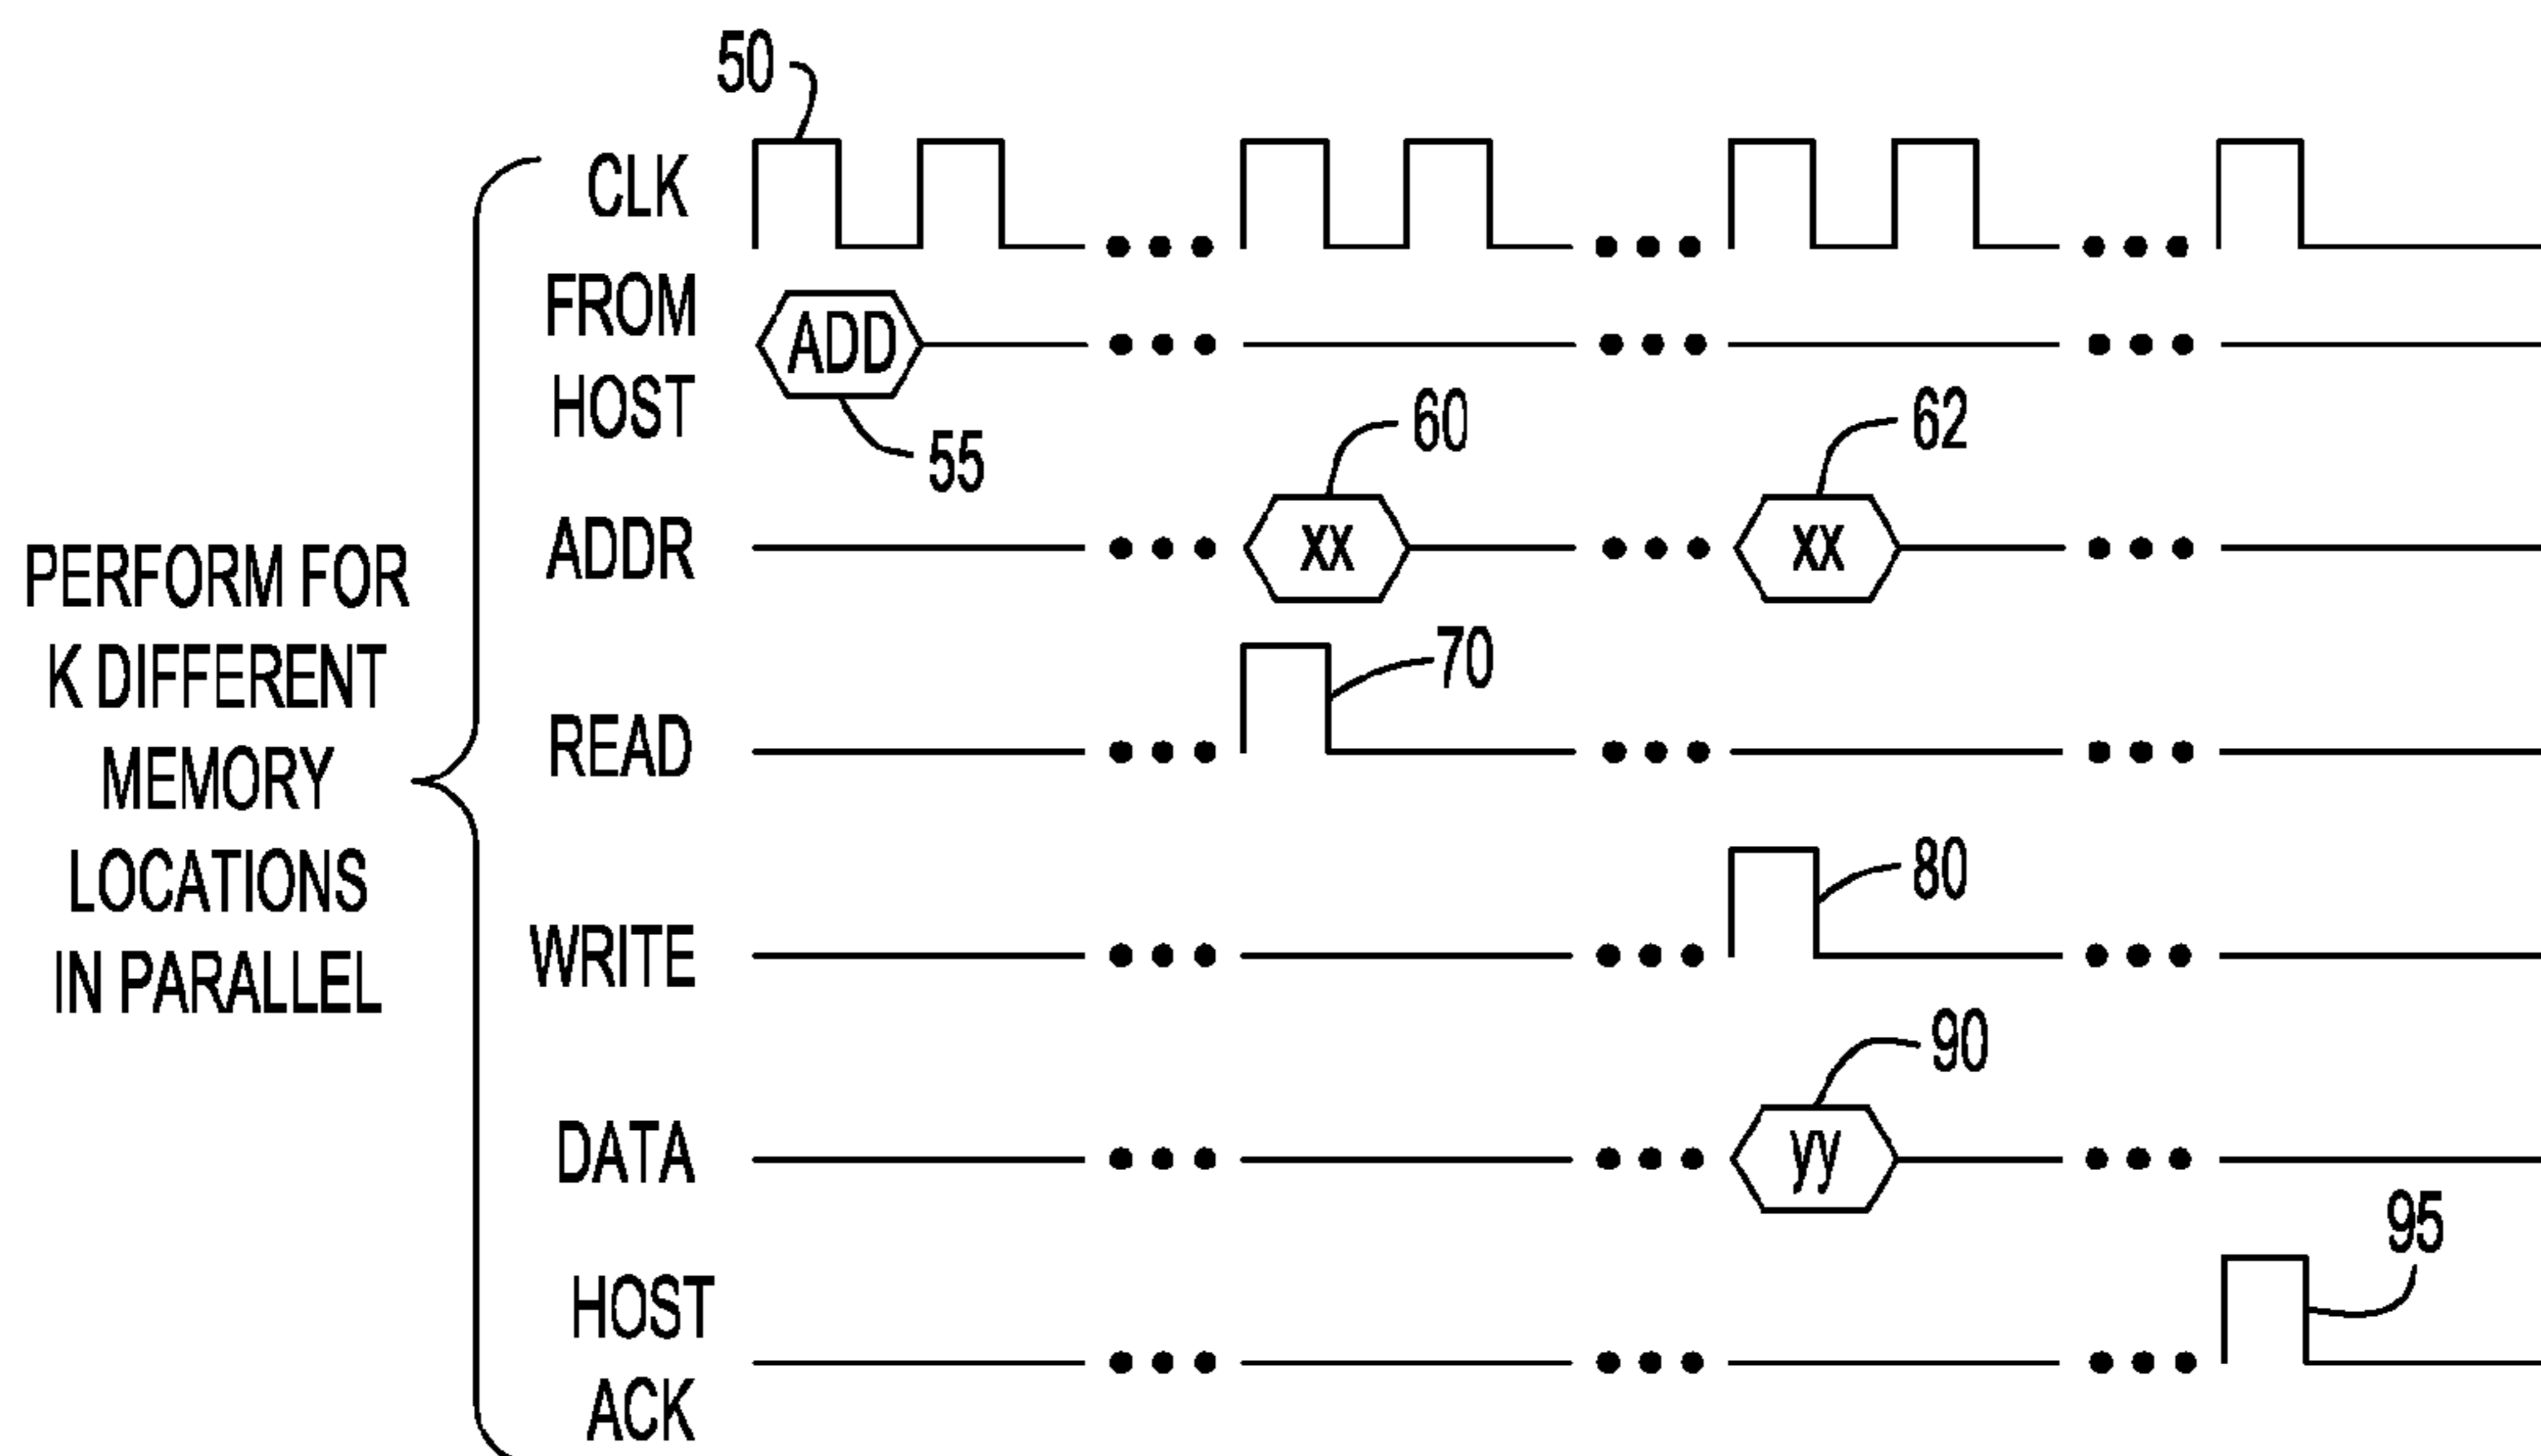 50
CLK
FROM
HOST
ADD
55
60
62
ADDR
xx
xx
PERFORM FOR
K DIFFERENT
MEMORY
LOCATIONS
IN PARALLEL
READ
70
WRITE
80
DATA
yy
90
HOST
ACK
95